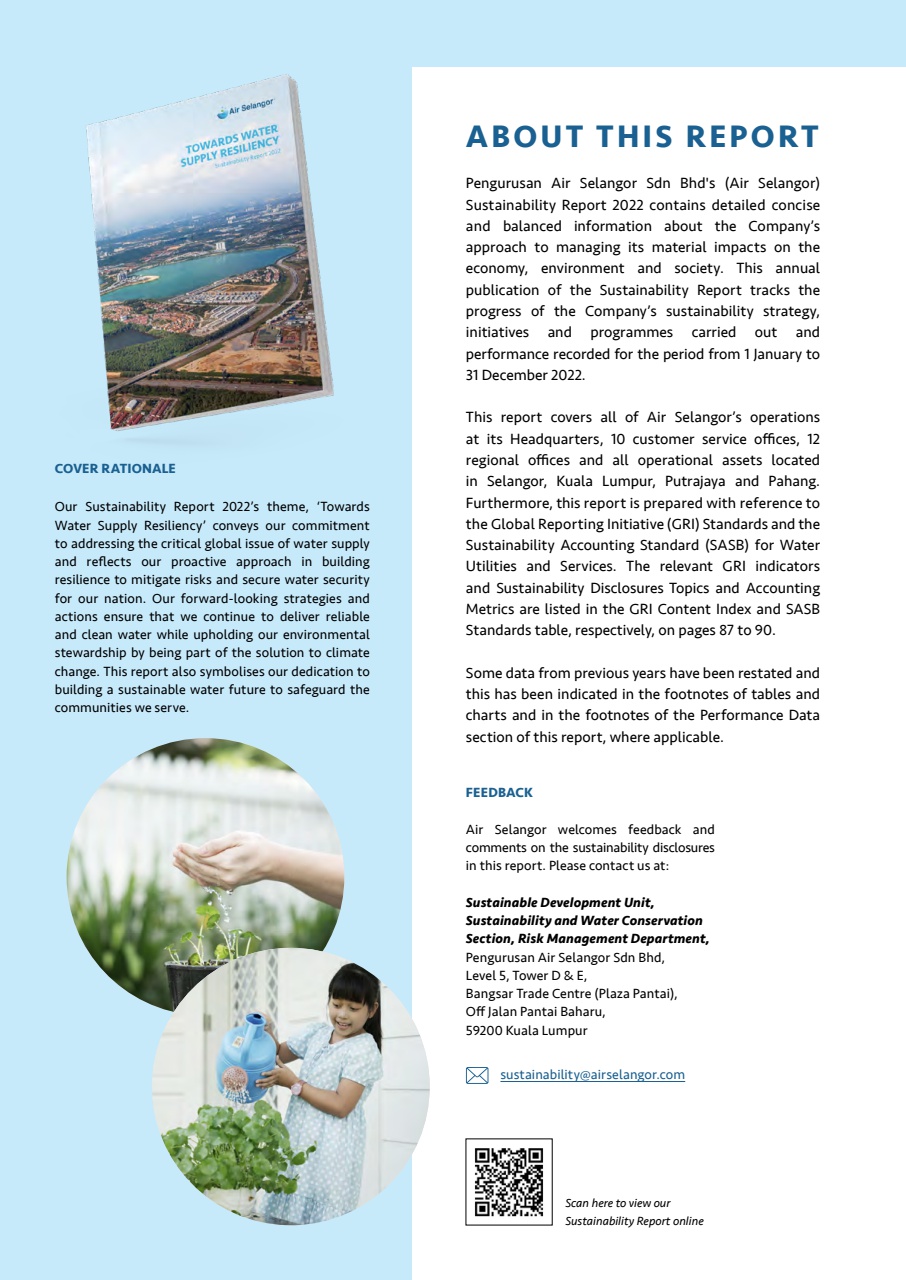 Air Selangor
TOWARDS WATER
SUPPLY RESILIENCY
Sustainability Report 2022
COVER RATIONALE
Our Sustainability Report 2022's theme, 'Towards
Water Supply Resiliency' conveys our commitment
to addressing the critical global issue of water supply
and reflects our proactive approach in building
resilience to mitigate risks and secure water security
for our nation. Our forward-looking strategies and
actions ensure that we continue to deliver reliable
and clean water while upholding our environmental
stewardship by being part of the solution to climate
change. This report also symbolises our dedication to
building a sustainable water future to safeguard the
communities we serve.
ABOUT THIS REPORT
Pengurusan Air Selangor Sdn Bhd's (Air Selangor)
Sustainability Report 2022 contains detailed concise
and balanced information about the Company's
approach to managing its material impacts on the
economy, environment and society. This annual
publication of the Sustainability Report tracks the
progress of the Company's sustainability strategy,
initiatives and programmes carried out and
performance recorded for the period from 1 January to
31 December 2022.
This report covers all of Air Selangor's operations
at its Headquarters, 10 customer service offices, 12
regional offices and all operational assets located
in Selangor, Kuala Lumpur, Putrajaya and Pahang.
Furthermore, this report is prepared with reference to
the Global Reporting Initiative (GRI) Standards and the
Sustainability Accounting Standard (SASB) for Water
Utilities and Services. The relevant GRI indicators
and Sustainability Disclosures Topics and Accounting
Metrics are listed in the GRI Content Index and SASB
Standards table, respectively, on pages 87 to 90.
Some data from previous years have been restated and
this has been indicated in the footnotes of tables and
charts and in the footnotes of the Performance Data
section of this report, where applicable.
FEEDBACK
Air Selangor welcomes feedback and
comments on the sustainability disclosures
in this report. Please contact us at:
Sustainable Development Unit,
Sustainability and Water Conservation
Section, Risk Management Department,
Pengurusan Air Selangor Sdn Bhd,
Level 5, Tower D & E,
Bangsar Trade Centre (Plaza Pantai),
Off Jalan Pantai Baharu,
59200 Kuala Lumpur
sustainability@airselangor.com
Scan here to view our
Sustainability Report online